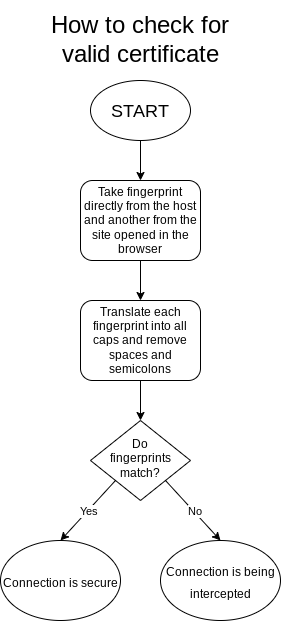 How to check for
valid certificate
START
Take fingerprint
directly from the host
and another from the
site opened in the
browser
Translate each
fingerprint into all
caps and remove
spaces and
semicolons
Do
fingerprints
match?
Yes
No
Connection is secure
Connection is being
intercepted